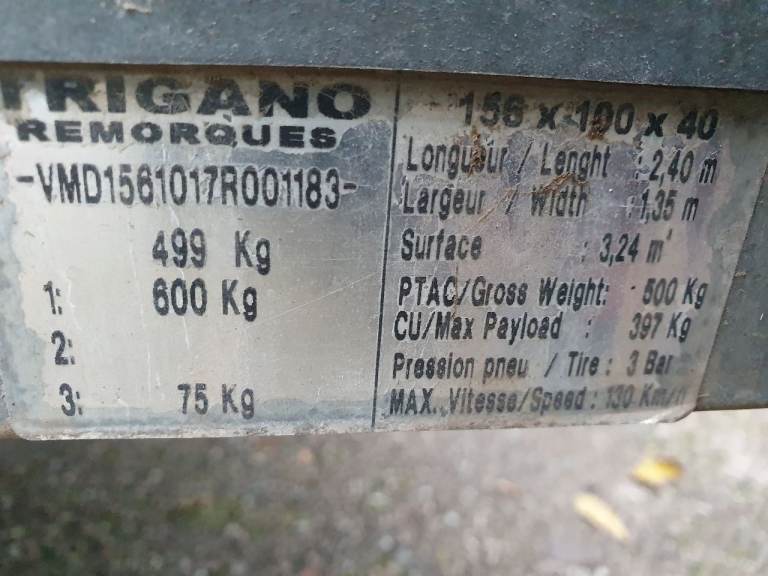 TRIGANO
REMORQUES
-VMD1561017R001183-
499 Kg
1: 600 Kg
2:
3: 75 Kg
156 x 100 x 40
Longueur / Lenght : 2,40 m
Largeur / Width : 1,35 m
Surface : 3,24 m²
PTAC/Gross Weight: 500 Kg
CU/Max Payload : 397 Kg
Pression pneu / Tire : 3 Bar
MAX. Vitesse/Speed : 130 Km/h